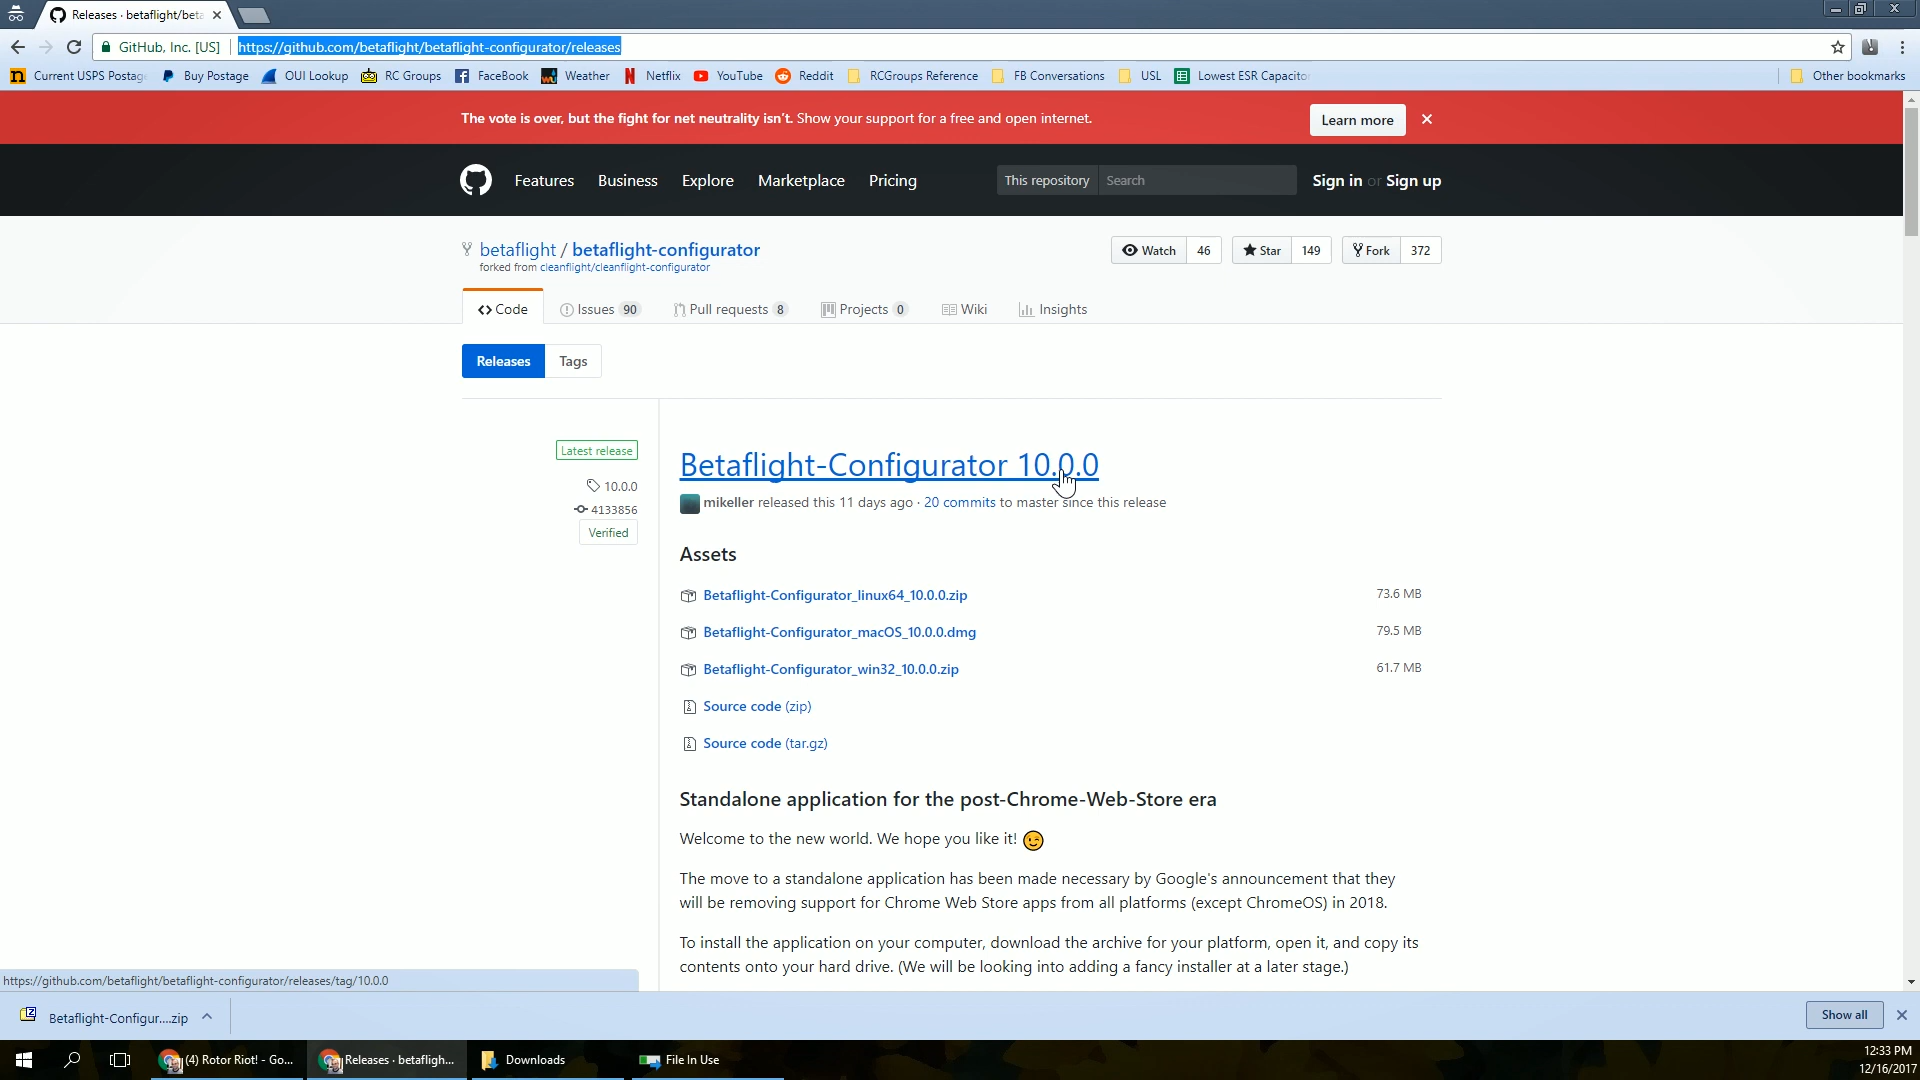 Releases · betaflight/beta
GitHub, Inc. [US]
https://github.com/betaflight/betaflight-configurator/releases
Current USPS Postag
Buy Postage
OUI Lookup
RC Groups
FaceBook
Weather
Netflix
YouTube
Reddit
RCGroups Reference
FB Conversations
USL
Lowest ESR Capacitor
Other bookmarks
The vote is over, but the fight for net neutrality isn't. Show your support for a free and open internet.
Learn more
Features
Business
Explore
Marketplace
Pricing
This repository
Search
Sign in or Sign up
betaflight / betaflight-configurator
forked from cleanflight/cleanflight-configurator
Watch 46
Star 149
Fork 372
Code
Issues 90
Pull requests 8
Projects 0
Wiki
Insights
Releases
Tags
Latest release
10.0.0
4133856
Verified
Betaflight-Configurator 10.0.0
mikeller released this 11 days ago · 20 commits to master since this release
Assets
Betaflight-Configurator_linux64_10.0.0.zip 73.6 MB
Betaflight-Configurator_macOS_10.0.0.dmg 79.5 MB
Betaflight-Configurator_win32_10.0.0.zip 61.7 MB
Source code (zip)
Source code (tar.gz)
Standalone application for the post-Chrome-Web-Store era
Welcome to the new world. We hope you like it! 😉
The move to a standalone application has been made necessary by Google's announcement that they
will be removing support for Chrome Web Store apps from all platforms (except ChromeOS) in 2018.
To install the application on your computer, download the archive for your platform, open it, and copy its
contents onto your hard drive. (We will be looking into adding a fancy installer at a later stage.)
https://github.com/betaflight/betaflight-configurator/releases/tag/10.0.0
Betaflight-Configur....zip
Show all
(4) Rotor Riot! - Go...
Releases · betafligh...
Downloads
File In Use
12:33 PM
12/16/2017